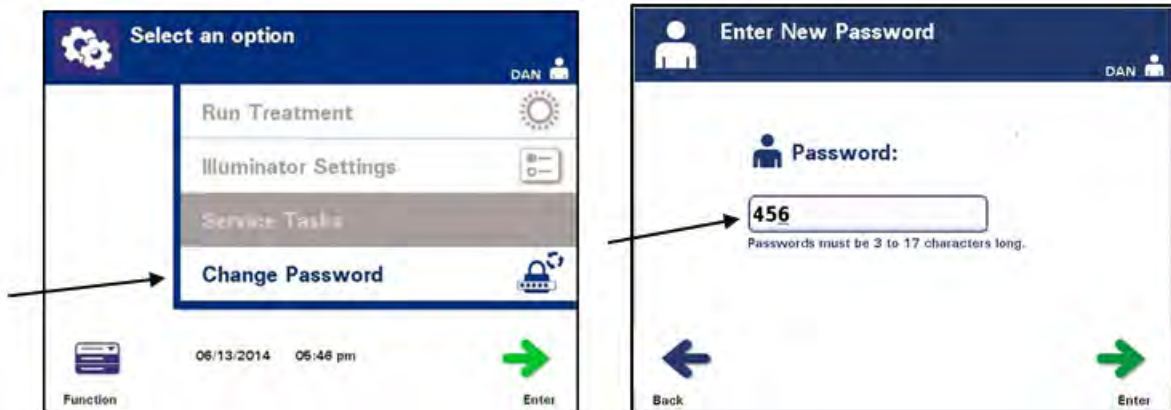 Select an option
DAN
Run Treatment
Illuminator Settings
Service Tasks
Change Password
06/13/2014 05:46 pm
Function
Enter
Enter New Password
DAN
Password:
456
Passwords must be 3 to 17 characters long.
Back
Enter